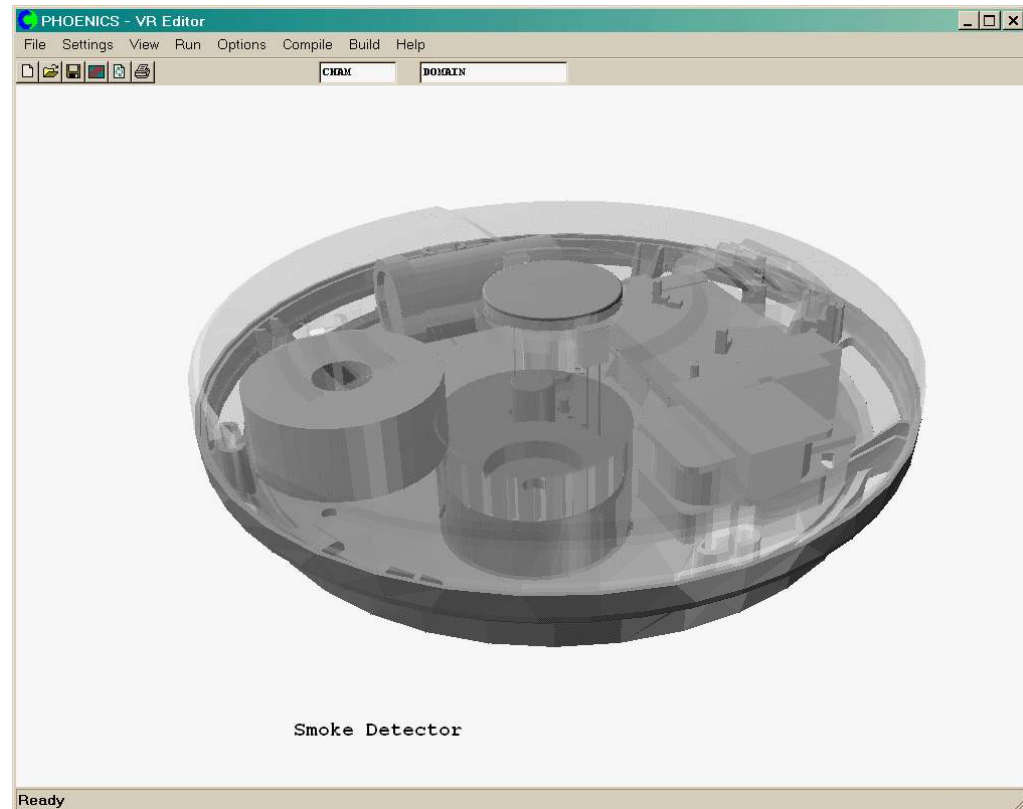 PHOENICS - VR Editor
File Settings View Run Options Compile Build Help
CHAM DOMAIN
Smoke Detector
Ready